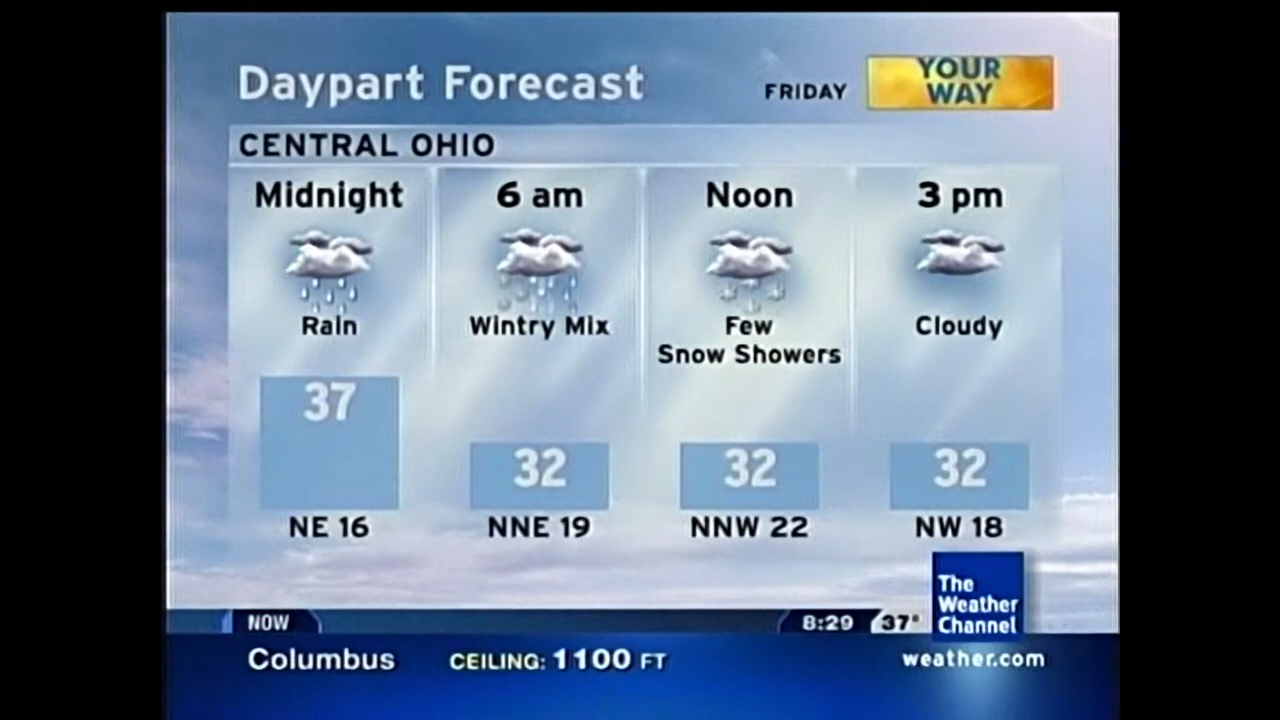 Daypart Forecast
FRIDAY
YOUR
WAY
CENTRAL OHIO
Midnight
6 am
Noon
3 pm
Rain
Wintry Mix
Few
Snow Showers
Cloudy
37
32
32
32
NE 16
NNE 19
NNW 22
NW 18
NOW
8:29
37°
The
Weather
Channel
Columbus
CEILING: 1100 FT
weather.com